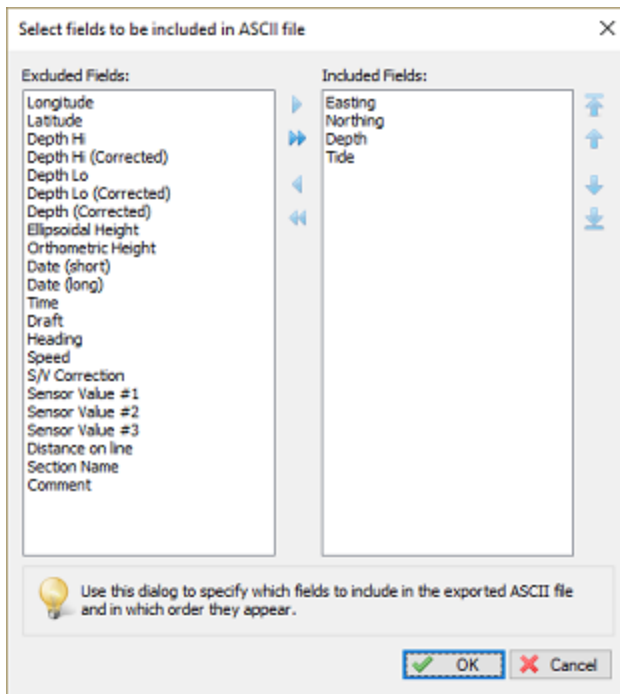 Select fields to be included in ASCII file
Excluded Fields:
Longitude
Latitude
Depth Hi
Depth Hi (Corrected)
Depth Lo
Depth Lo (Corrected)
Depth (Corrected)
Ellipsoidal Height
Orthometric Height
Date (short)
Date (long)
Time
Draft
Heading
Speed
S/V Correction
Sensor Value #1
Sensor Value #2
Sensor Value #3
Distance on line
Section Name
Comment
Included Fields:
Easting
Northing
Depth
Tide
Use this dialog to specify which fields to include in the exported ASCII file
and in which order they appear.
OK
Cancel